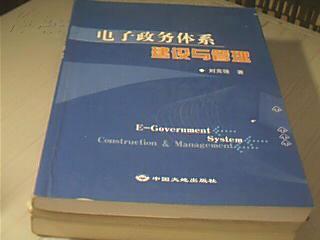 电子政务体系
建设与管理
著
E-Government
System
Construction & Management
中国大地出版社